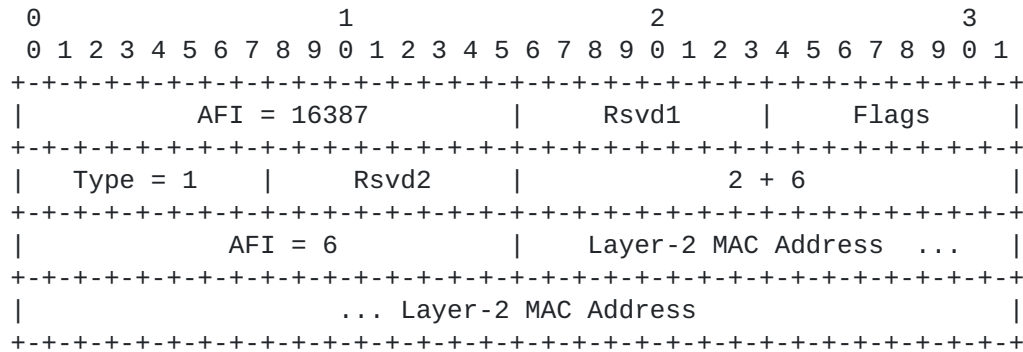 0                   1                   2                   3
 0 1 2 3 4 5 6 7 8 9 0 1 2 3 4 5 6 7 8 9 0 1 2 3 4 5 6 7 8 9 0 1
+-+-+-+-+-+-+-+-+-+-+-+-+-+-+-+-+-+-+-+-+-+-+-+-+-+-+-+-+-+-+-+-+
|           AFI = 16387           |     Rsvd1     |     Flags     |
+-+-+-+-+-+-+-+-+-+-+-+-+-+-+-+-+-+-+-+-+-+-+-+-+-+-+-+-+-+-+-+-+
|   Type = 1    |     Rsvd2     |             2 + 6             |
+-+-+-+-+-+-+-+-+-+-+-+-+-+-+-+-+-+-+-+-+-+-+-+-+-+-+-+-+-+-+-+-+
|             AFI = 6           |    Layer-2 MAC Address  ...   |
+-+-+-+-+-+-+-+-+-+-+-+-+-+-+-+-+-+-+-+-+-+-+-+-+-+-+-+-+-+-+-+-+
|                    ... Layer-2 MAC Address                    |
+-+-+-+-+-+-+-+-+-+-+-+-+-+-+-+-+-+-+-+-+-+-+-+-+-+-+-+-+-+-+-+-+